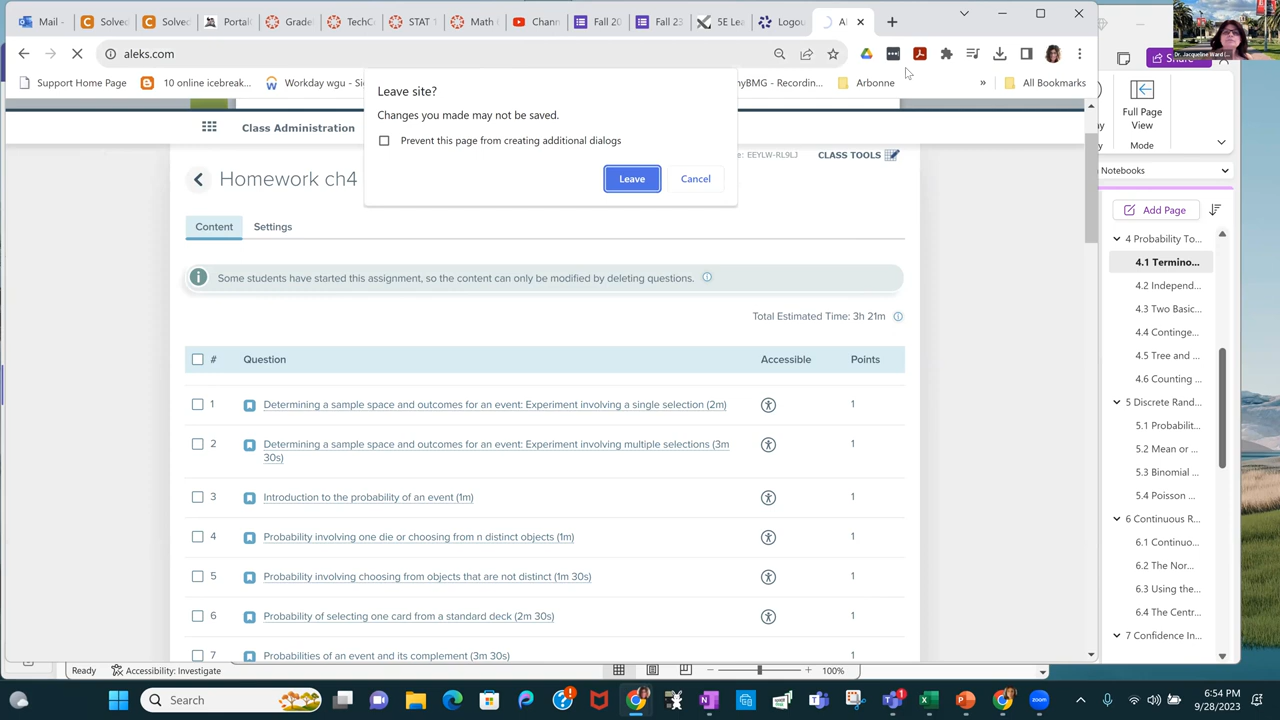 Mail -
Solve
Solved
Portal
Grade
TechC
STAT 1
Math
Chann
Fall 20
Fall 23
5E Lea
Logou
aleks.com
Support Home Page
10 online icebreak...
Workday wgu - Si
yBMG - Recordin...
Arbonne
»
All Bookmarks
Leave site?
Changes you made may not be saved.
Prevent this page from creating additional dialogs
Leave
Cancel
Class Administration
EEYLW-RL9LJ
CLASS TOOLS
Homework ch4
Content
Settings
Some students have started this assignment, so the content can only be modified by deleting questions.
Total Estimated Time: 3h 21m
# Question Accessible Points
1 Determining a sample space and outcomes for an event: Experiment involving a single selection (2m) 1
2 Determining a sample space and outcomes for an event: Experiment involving multiple selections (3m 1
30s)
3 Introduction to the probability of an event (1m) 1
4 Probability involving one die or choosing from n distinct objects (1m) 1
5 Probability involving choosing from objects that are not distinct (1m 30s) 1
6 Probability of selecting one card from a standard deck (2m 30s) 1
7 Probabilities of an event and its complement (3m 30s) 1
Dr. Jacqueline Ward
Share
Full Page
View
Mode
Notebooks
Add Page
4 Probability To...
4.1 Termino...
4.2 Independ...
4.3 Two Basic...
4.4 Continge...
4.5 Tree and ...
4.6 Counting ...
5 Discrete Rand...
5.1 Probabilit...
5.2 Mean or ...
5.3 Binomial ...
5.4 Poisson ...
6 Continuous R...
6.1 Continuo...
6.2 The Nor...
6.3 Using the...
6.4 The Centr...
7 Confidence In...
Ready
Accessibility: Investigate
100%
Search
6:54 PM
9/28/2023